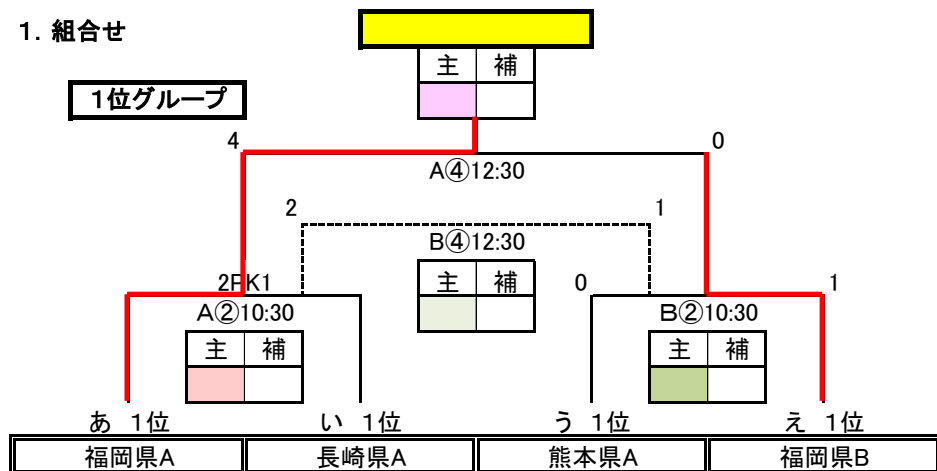 1. 組合せ
主 補
1位グループ
4 0
A④12:30
2 1
B④12:30
2PK1 主 補 0 1
A②10:30 B②10:30
主 補 主 補
あ 1位 い 1位 う 1位 え 1位
福岡県A 長崎県A 熊本県A 福岡県B